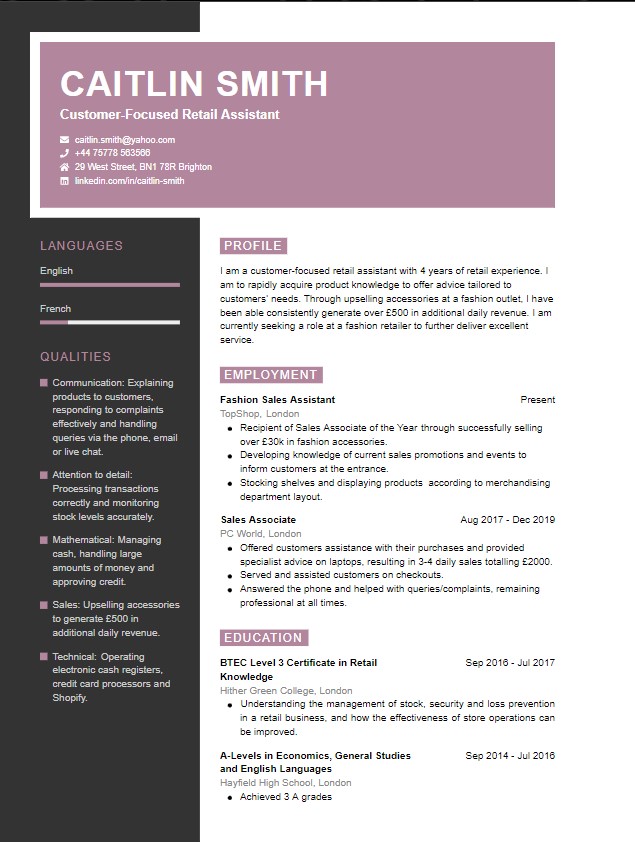 CAITLIN SMITH
Customer-Focused Retail Assistant
caitlin.smith@yahoo.com
+44 75778 563566
29 West Street, BN1 78R Brighton
linkedin.com/in/caitlin-smith
LANGUAGES
English
French
QUALITIES
Communication: Explaining
products to customers,
responding to complaints
effectively and handling
queries via the phone, email
or live chat.
Attention to detail:
Processing transactions
correctly and monitoring
stock levels accurately.
Mathematical: Managing
cash, handling large
amounts of money and
approving credit.
Sales: Upselling accessories
to generate £500 in
additional daily revenue.
Technical: Operating
electronic cash registers,
credit card processors and
Shopify.
PROFILE
I am a customer-focused retail assistant with 4 years of retail experience. I
am to rapidly acquire product knowledge to offer advice tailored to
customers' needs. Through upselling accessories at a fashion outlet, I have
been able consistently generate over £500 in additional daily revenue. I am
currently seeking a role at a fashion retailer to further deliver excellent
service.
EMPLOYMENT
Fashion Sales Assistant Present
TopShop, London
• Recipient of Sales Associate of the Year through successfully selling
over £30k in fashion accessories.
• Developing knowledge of current sales promotions and events to
inform customers at the entrance.
• Stocking shelves and displaying products according to merchandising
department layout.
Sales Associate Aug 2017 - Dec 2019
PC World, London
• Offered customers assistance with their purchases and provided
specialist advice on laptops, resulting in 3-4 daily sales totalling £2000.
• Served and assisted customers on checkouts.
• Answered the phone and helped with queries/complaints, remaining
professional at all times.
EDUCATION
BTEC Level 3 Certificate in Retail Sep 2016 - Jul 2017
Knowledge
Hither Green College, London
• Understanding the management of stock, security and loss prevention
in a retail business, and how the effectiveness of store operations can
be improved.
A-Levels in Economics, General Studies Sep 2014 - Jul 2016
and English Languages
Hayfield High School, London
• Achieved 3 A grades